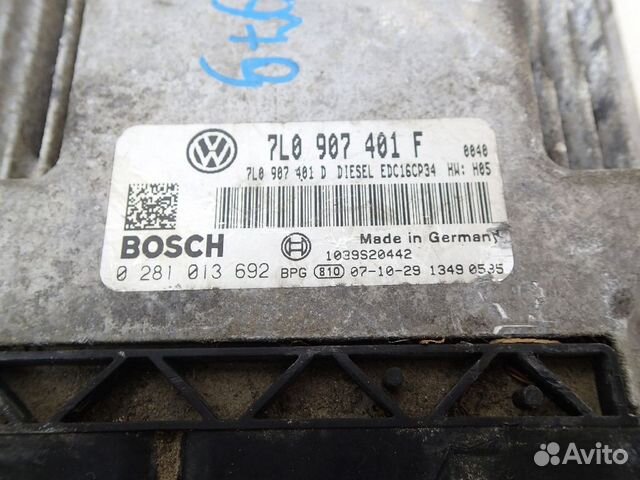 7L0 907 401 F 0040
7L0 907 401 D DIESEL EDC16CP34 HW: H05
BOSCH
Made in Germany
1039S20442
0 281 013 692 BPG 810 07-10-29 1349 0535
Avito